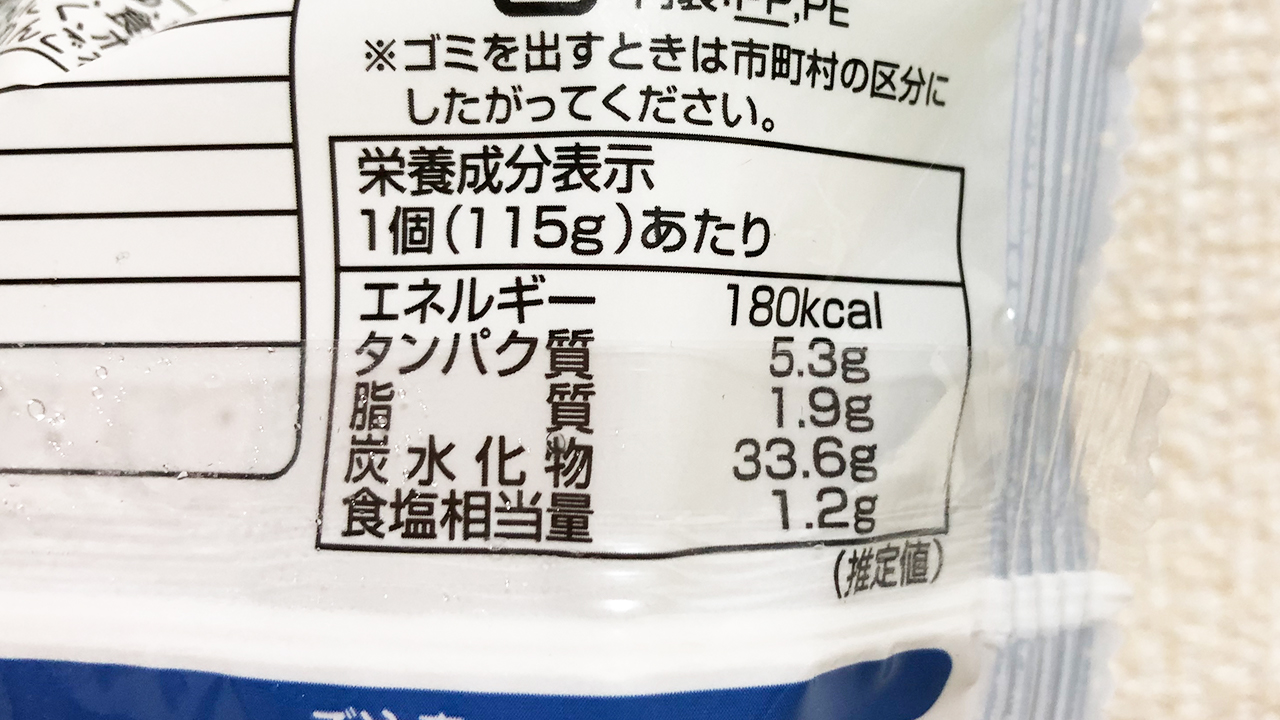 PP,PE
※ゴミを出すときは市町村の区分に
したがってください。
栄養成分表示
1個(115g)あたり
エネルギー 180kcal
タンパク質 5.3g
脂質 1.9g
炭水化物 33.6g
食塩相当量 1.2g
(推定値)